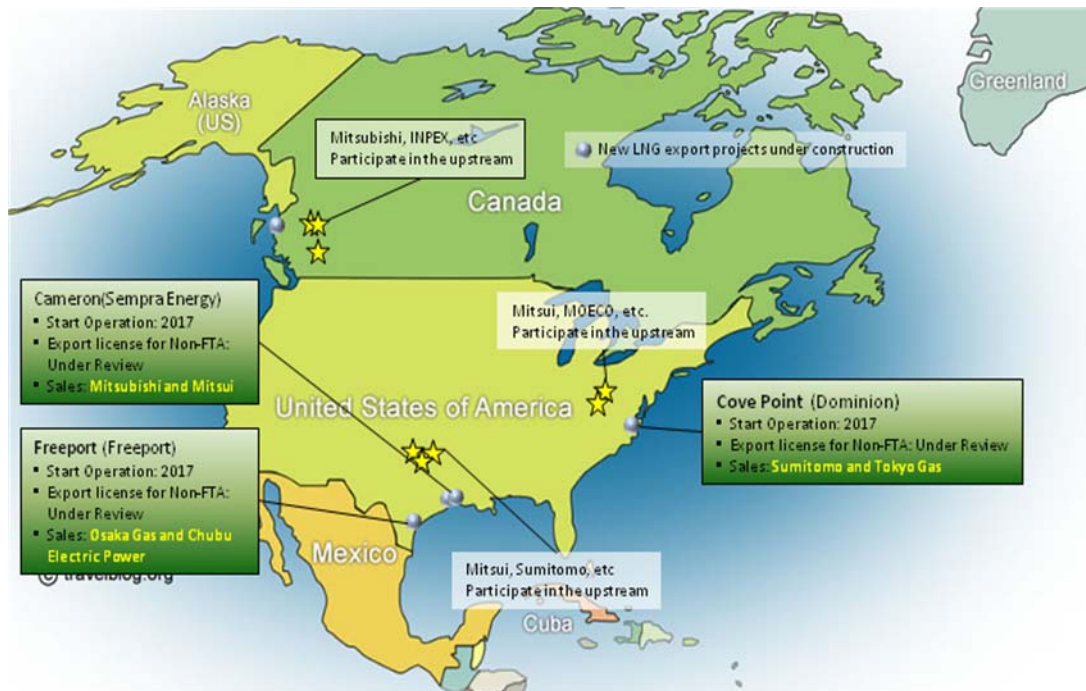 Greenland
Alaska
(US)
Mitsubishi, INPEX, etc
Participate in the upstream
New LNG export projects under construction
Canada
Cameron(Sempra Energy)
▪ Start Operation: 2017
▪ Export license for Non-FTA:
Under Review
▪ Sales: Mitsubishi and Mitsui
Mitsui, MOECO, etc.
Participate in the upstream
United States of America
Cove Point (Dominion)
▪ Start Operation: 2017
▪ Export license for Non-FTA: Under Review
▪ Sales: Sumitomo and Tokyo Gas
Freeport (Freeport)
▪ Start Operation: 2017
▪ Export license for Non-FTA:
Under Review
▪ Sales: Osaka Gas and Chubu
Electric Power
Mexico
© travelblog.org
Mitsui, Sumitomo, etc
Participate in the upstream
Cuba